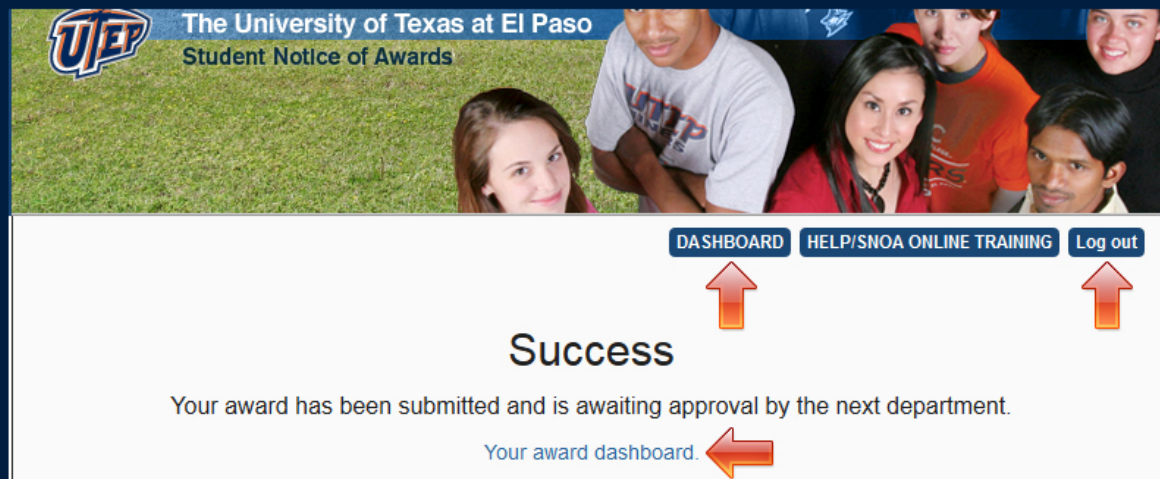 UTEP
The University of Texas at El Paso
Student Notice of Awards
UTEP
DASHBOARD
HELP/SNOA ONLINE TRAINING
Log out
Success
Your award has been submitted and is awaiting approval by the next department.
Your award dashboard.